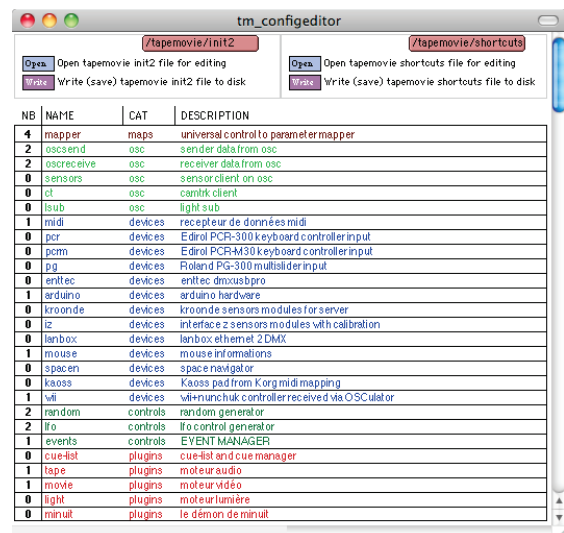 tm_configeditor
/tapemovie/init2
Open Open tapemovie init2 file for editing
Write Write (save) tapemovie init2 file to disk
/tapemovie/shortcuts
Open Open tapemovie shortcuts file for editing
Write Write (save) tapemovie shortcuts file to disk
NB NAME CAT DESCRIPTION
4 mapper maps universal control to parameter mapper
2 oscsend osc sender data from osc
2 oscreceive osc receiver data from osc
0 sensors osc sensor client on osc
0 ct osc camtrk client
0 lsub osc light sub
1 midi devices recepteur de données midi
0 pcr devices Edirol PCR-300 keyboard controller input
0 pcrm devices Edirol PCR-M30 keyboard controller input
0 pg devices Roland PG-300 multislider input
0 enttec devices enttec dmxusbpro
1 arduino devices arduino hardware
0 kroonde devices kroonde sensors modules for server
0 iz devices interface z sensors modules with calibration
0 lanbox devices lanbox ethernet 2 DMX
1 mouse devices mouse informations
0 spacen devices space navigator
0 kaoss devices Kaoss pad from Korg midi mapping
1 wii devices wii+nunchuk controller received via OSCulator
2 random controls random generator
2 lfo controls lfo control generator
1 events controls EVENT MANAGER
0 cue-list plugins cue-list and cue manager
1 tape plugins moteur audio
1 movie plugins moteur vidéo
0 light plugins moteur lumière
0 minuit plugins le démon de minuit